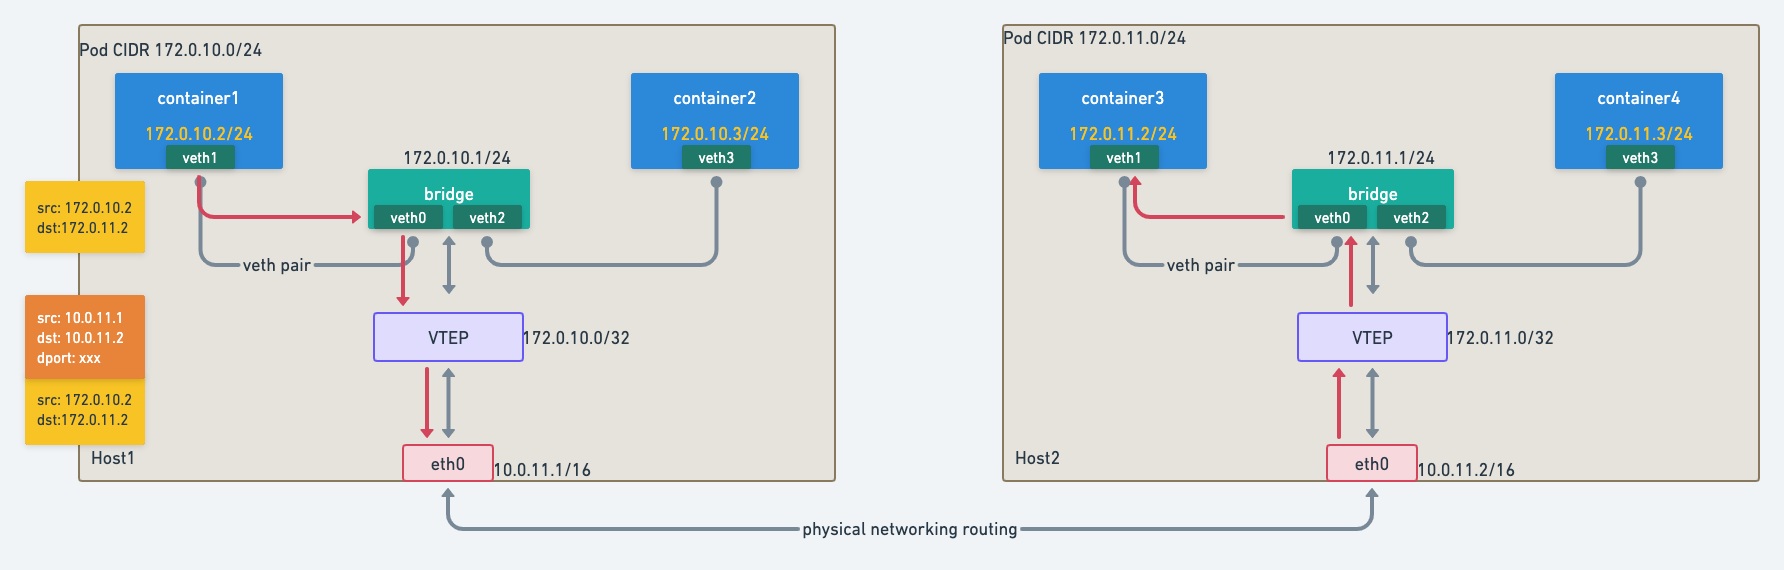 Pod CIDR 172.0.10.0/24
container1
172.0.10.2/24
veth1
container2
172.0.10.3/24
veth3
172.0.10.1/24
bridge
veth0
veth2
src: 172.0.10.2
dst:172.0.11.2
veth pair
src: 10.0.11.1
dst: 10.0.11.2
dport: xxx
src: 172.0.10.2
dst:172.0.11.2
VTEP
172.0.10.0/32
Host1
eth0
10.0.11.1/16
Pod CIDR 172.0.11.0/24
container3
172.0.11.2/24
veth1
container4
172.0.11.3/24
veth3
172.0.11.1/24
bridge
veth0
veth2
veth pair
VTEP
172.0.11.0/32
Host2
eth0
10.0.11.2/16
physical networking routing